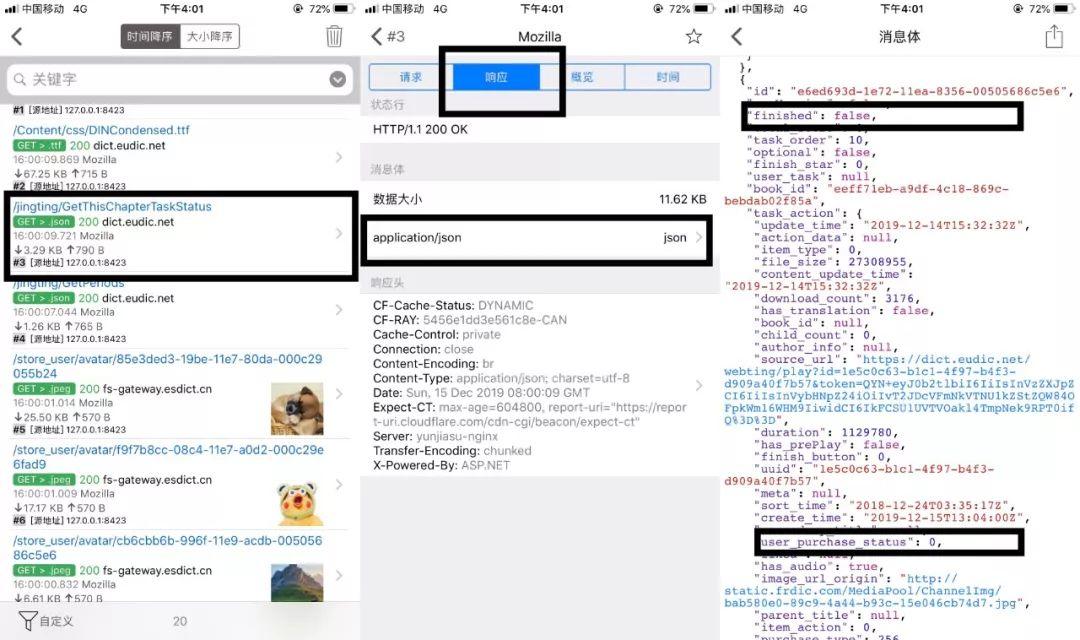 中国移动 4G 下午4:01 72%
时间降序 大小降序
关键字
#1 [源地址] 127.0.0.1:8423
/Content/css/DINCondensed.ttf
GET > .ttf 200 dict.eudic.net
16:00:09.869 Mozilla
↓67.25 KB ↑715 B
#2 [源地址] 127.0.0.1:8423
/jingting/GetThisChapterTaskStatus
GET > .json 200 dict.eudic.net
16:00:09.721 Mozilla
↓3.29 KB ↑790 B
#3 [源地址] 127.0.0.1:8423
/jingting/GetPeriods
GET > .json 200 dict.eudic.net
16:00:07.044 Mozilla
↓1.26 KB ↑765 B
#4 [源地址] 127.0.0.1:8423
/store_user/avatar/85e3ded3-19be-11e7-80da-000c29
055b24
GET > .jpeg 200 fs-gateway.esdict.cn
16:00:01.014 Mozilla
↓25.50 KB ↑570 B
#5 [源地址] 127.0.0.1:8423
/store_user/avatar/f9f7b8cc-08c4-11e7-a0d2-000c29e
6fad9
GET > .jpeg 200 fs-gateway.esdict.cn
16:00:01.009 Mozilla
↓17.17 KB ↑570 B
#6 [源地址] 127.0.0.1:8423
/store_user/avatar/cb6cbb6b-996f-11e9-acdb-005056
86c5e6
GET > .jpeg 200 fs-gateway.esdict.cn
16:00:00.832 Mozilla
↓6.61 KB ↑570 B
自定义 20
中国移动 4G 下午4:01 72%
#3 Mozilla
请求 响应 概览 时间
状态行
HTTP/1.1 200 OK
消息体
数据大小 11.62 KB
application/json json
响应头
CF-Cache-Status: DYNAMIC
CF-RAY: 5456e1dd3e561c8e-CAN
Cache-Control: private
Connection: close
Content-Encoding: br
Content-Type: application/json; charset=utf-8
Date: Sun, 15 Dec 2019 08:00:09 GMT
Expect-CT: max-age=604800, report-uri="https://repo
rt-uri.cloudflare.com/cdn-cgi/beacon/expect-ct"
Server: yunjiasu-nginx
Transfer-Encoding: chunked
X-Powered-By: ASP.NET
中国移动 4G 下午4:01 72%
消息体
},
{
"id": "e6ed693d-1e72-11ea-8356-00505686c5e6",
"finished": false,
"task_order": 10,
"optional": false,
"finish_star": 0,
"user_task": null,
"book_id": "eeff71eb-a9df-4c18-869c-
bebdab02f85a",
"task_action": {
"update_time": "2019-12-14T15:32:32Z",
"action_data": null,
"item_type": 0,
"file_size": 27308955,
"content_update_time":
"2019-12-14T15:32:32Z",
"download_count": 3176,
"has_translation": false,
"book_id": null,
"child_count": 0,
"author_info": null,
"source_url": "https://dict.eudic.net/
webting/play?id=1e5c0c63-b1c1-4f97-b4f3-
d909a40f7b57&token=QYN+eyJ0b2tlbiI6IiIsInVzZXJpZ
CI6IiIsInVybHNpZ24iOiIvT2JDcVFmNkVTNU1kZStZQW84O
FpkWm16WHM9IiwidCI6IkFCSU1UVTVOakl4TmpNek9RPT0if
Q%3D%3D",
"duration": 1129780,
"has_prePlay": false,
"finish_button": 0,
"uuid": "1e5c0c63-b1c1-4f97-b4f3-
d909a40f7b57",
"meta": null,
"sort_time": "2018-12-24T03:35:17Z",
"create_time": "2019-12-15T13:04:00Z",
"user_purchase_status": 0,
"has_audio": true,
"image_url_origin": "http://
static.frdic.com/MediaPool/ChannelImg/
bab580e0-89c9-4a44-b93c-15e046cb74d7.jpg",
"parent_title": null,
"item_action": 0,
"purchase_type": 256